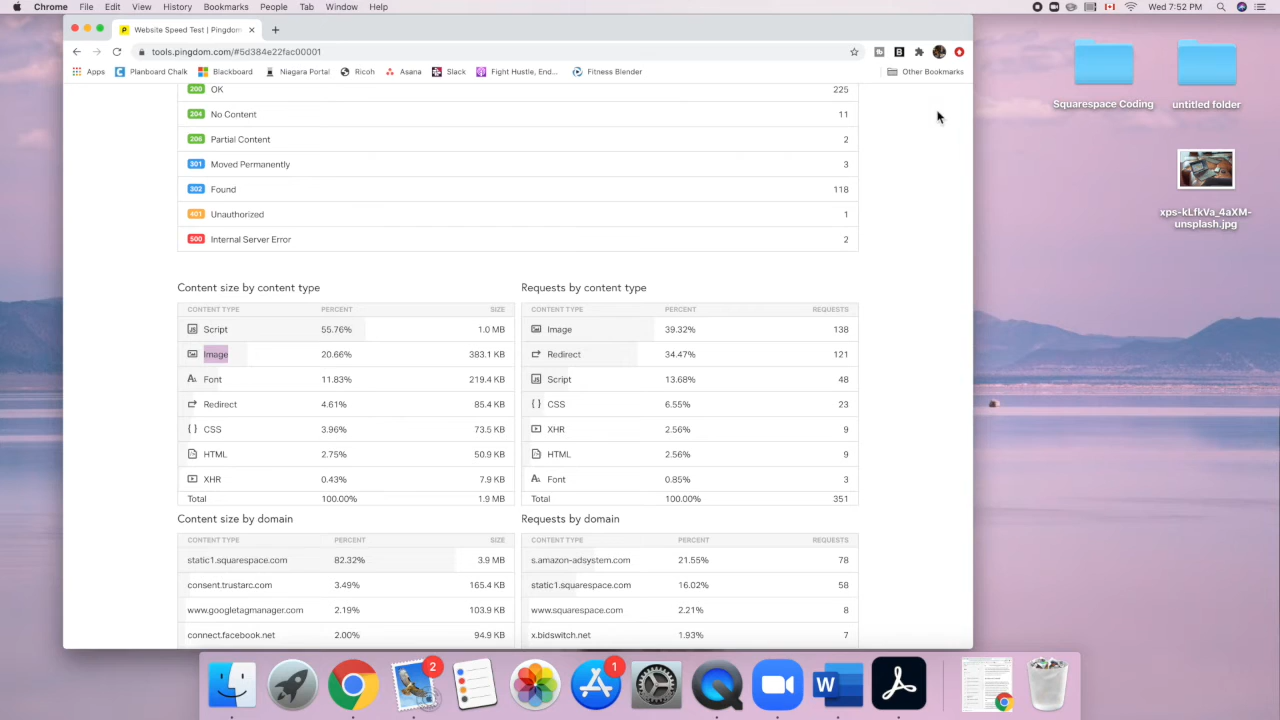 Chrome File Edit View History Bookmarks People Tab Window Help Wed 7:52 PM
Website Speed Test | Pingdom
tools.pingdom.com/#5d384e22fac00001
Apps Planboard Chalk Blackboard Niagara Portal Ricoh Asana Slack Fight Hustle, En... Fitness Blender Other Bookmarks
Squarespace Coding untitled folder
xps-kLfkVa_4aXM-
unsplash.jpg
200 OK 225
204 No Content 11
206 Partial Content 2
301 Moved Permanently 3
302 Found 118
401 Unauthorized 1
500 Internal Server Error 2
Content size by content type
CONTENT TYPE PERCENT SIZE
Script 55.76% 1.0 MB
Image 20.66% 383.1 KB
Font 11.83% 219.4 KB
Redirect 4.61% 85.4 KB
CSS 3.96% 73.5 KB
HTML 2.75% 50.9 KB
XHR 0.43% 7.9 KB
Total 100.00% 1.9 MB
Requests by content type
CONTENT TYPE PERCENT REQUESTS
Image 39.32% 138
Redirect 34.47% 121
Script 13.68% 48
CSS 6.55% 23
XHR 2.56% 9
HTML 2.56% 9
Font 0.85% 3
Total 100.00% 351
Content size by domain
CONTENT TYPE PERCENT SIZE
static1.squarespace.com 82.32% 3.9 MB
consent.trustarc.com 3.49% 165.4 KB
www.googletagmanager.com 2.19% 103.9 KB
connect.facebook.net 2.00% 94.9 KB
Requests by domain
CONTENT TYPE PERCENT REQUESTS
s.amazon-adsystem.com 21.55% 78
static1.squarespace.com 16.02% 58
www.squarespace.com 2.21% 8
x.bidswitch.net 1.93% 7
2
1
W